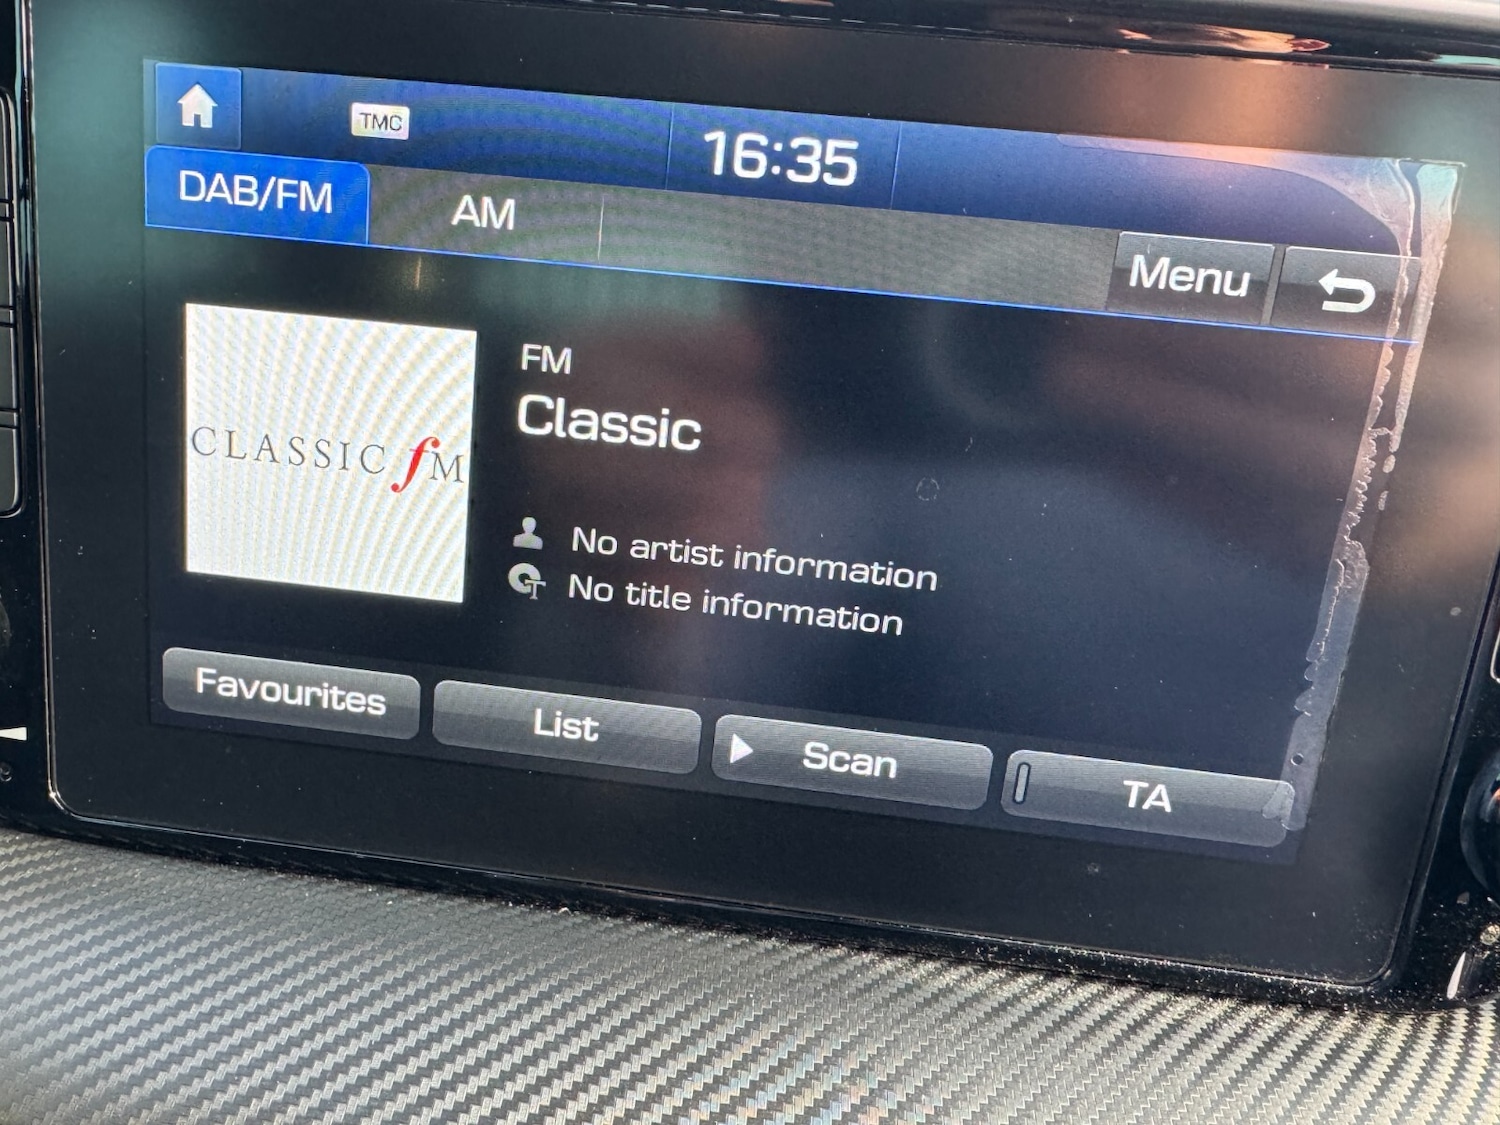 TMC
16:35
DAB/FM
AM
Menu
CLASSIC fM
FM
Classic
No artist information
No title information
Favourites
List
Scan
TA